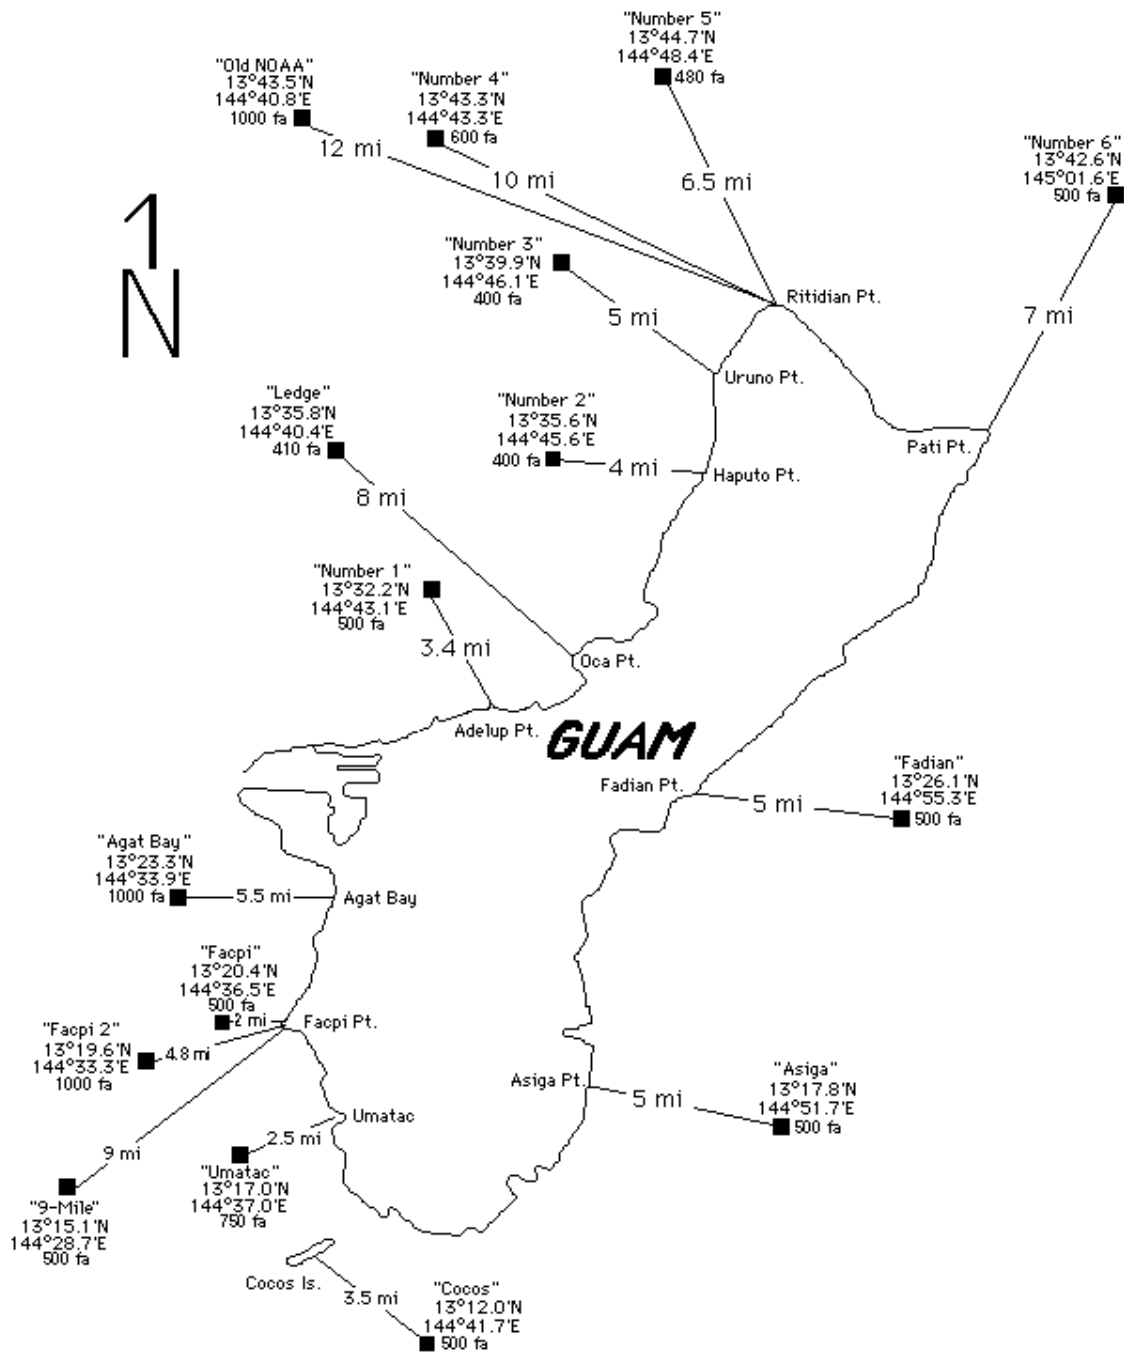 "Number 5"
13°44.7'N
144°48.4'E
480 fa
"Old NOAA"
13°43.5'N
144°40.8'E
1000 fa
12 mi
"Number 4"
13°43.3'N
144°43.3'E
600 fa
10 mi
6.5 mi
"Number 6"
13°42.6'N
145°01.6'E
500 fa
7 mi
1
N
"Number 3"
13°39.9'N
144°46.1'E
400 fa
5 mi
Ritidian Pt.
Uruno Pt.
"Ledge"
13°35.8'N
144°40.4'E
410 fa
8 mi
"Number 2"
13°35.6'N
144°45.6'E
400 fa
4 mi
Haputo Pt.
Pati Pt.
"Number 1"
13°32.2'N
144°43.1'E
500 fa
3.4 mi
Oca Pt.
Adelup Pt.
GUAM
Fadian Pt.
5 mi
"Fadian"
13°26.1'N
144°55.3'E
500 fa
"Agat Bay"
13°23.3'N
144°33.9'E
1000 fa
5.5 mi
Agat Bay
"Facpi"
13°20.4'N
144°36.5'E
500 fa
2 mi
Facpi Pt.
"Facpi 2"
13°19.6'N
144°33.3'E
1000 fa
4.8 mi
Asiga Pt.
5 mi
"Asiga"
13°17.8'N
144°51.7'E
500 fa
Umatac
2.5 mi
9 mi
"Umatac"
13°17.0'N
144°37.0'E
750 fa
"9-Mile"
13°15.1'N
144°28.7'E
500 fa
Cocos Is.
3.5 mi
"Cocos"
13°12.0'N
144°41.7'E
500 fa